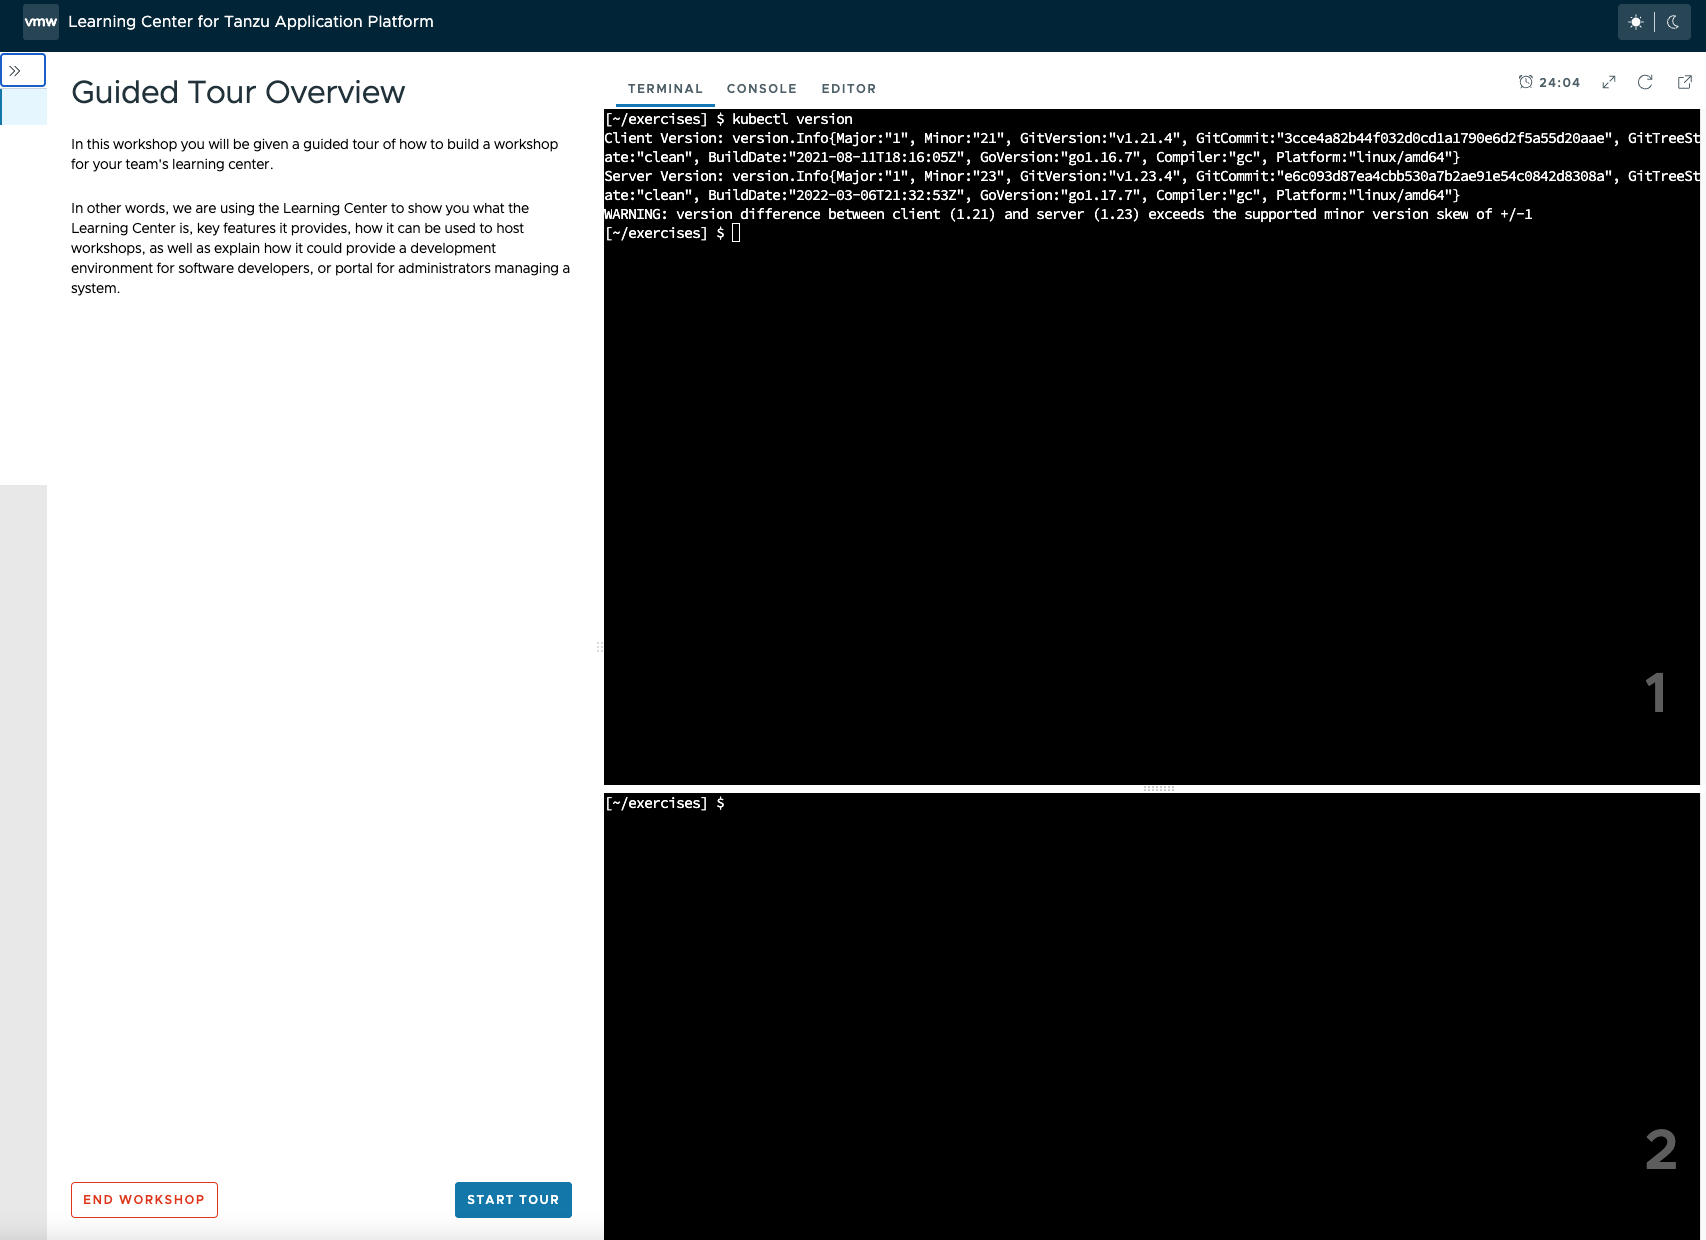 vmw Learning Center for Tanzu Application Platform
Guided Tour Overview
In this workshop you will be given a guided tour of how to build a workshop
for your team's learning center.
In other words, we are using the Learning Center to show you what the
Learning Center is, key features it provides, how it can be used to host
workshops, as well as explain how it could provide a development
environment for software developers, or portal for administrators managing a
system.
END WORKSHOP
START TOUR
TERMINAL CONSOLE EDITOR
24:04
[~/exercises] $ kubectl version
Client Version: version.Info{Major:"1", Minor:"21", GitVersion:"v1.21.4", GitCommit:"3cce4a82b44f032d0cd1a1790e6d2f5a55d20aae", GitTreeSt
ate:"clean", BuildDate:"2021-08-11T18:16:05Z", GoVersion:"go1.16.7", Compiler:"gc", Platform:"linux/amd64"}
Server Version: version.Info{Major:"1", Minor:"23", GitVersion:"v1.23.4", GitCommit:"e6c093d87ea4cbb530a7b2ae91e54c0842d8308a", GitTreeSt
ate:"clean", BuildDate:"2022-03-06T21:32:53Z", GoVersion:"go1.17.7", Compiler:"gc", Platform:"linux/amd64"}
WARNING: version difference between client (1.21) and server (1.23) exceeds the supported minor version skew of +/-1
[~/exercises] $
1
[~/exercises] $
2